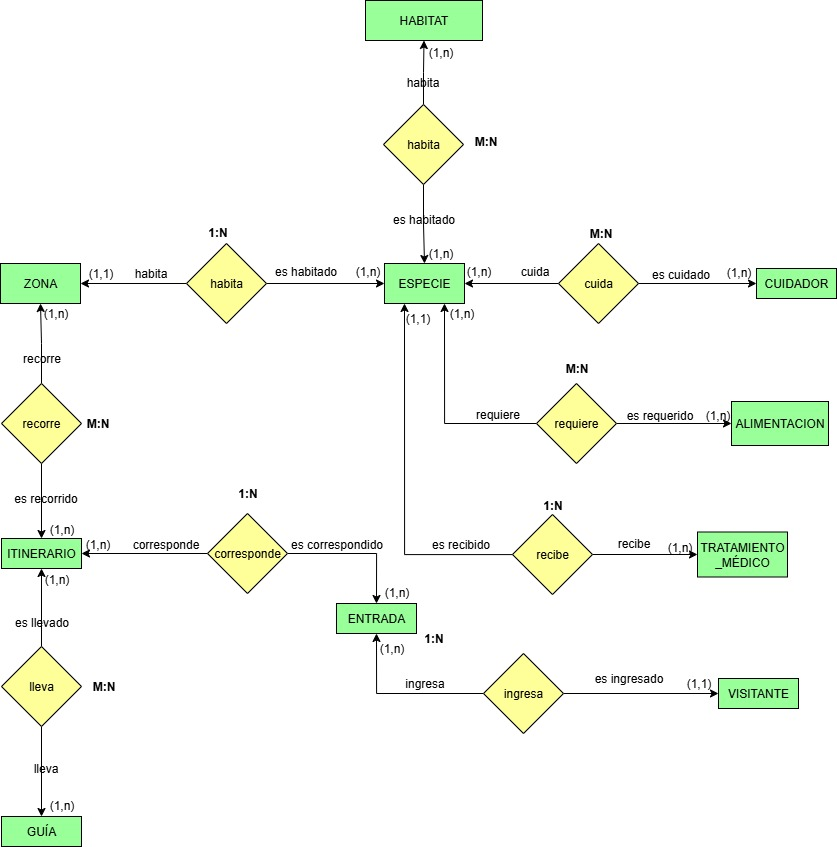 HABITAT
(1,n)
habita
habita
M:N
es habitado
(1,n)
1:N
M:N
ZONA
(1,1)
habita
habita
es habitado
(1,n)
ESPECIE
(1,n)
cuida
cuida
es cuidado
(1,n)
CUIDADOR
(1,n)
(1,1)
(1,n)
recorre
M:N
recorre
M:N
requiere
requiere
es requerido
(1,n)
ALIMENTACION
es recorrido
(1,n)
1:N
1:N
ITINERARIO
(1,n)
corresponde
corresponde
es correspondido
es recibido
recibe
recibe
(1,n)
TRATAMIENTO
_MÉDICO
(1,n)
(1,n)
es llevado
ENTRADA
1:N
(1,n)
lleva
M:N
ingresa
ingresa
es ingresado
(1,1)
VISITANTE
lleva
(1,n)
GUÍA